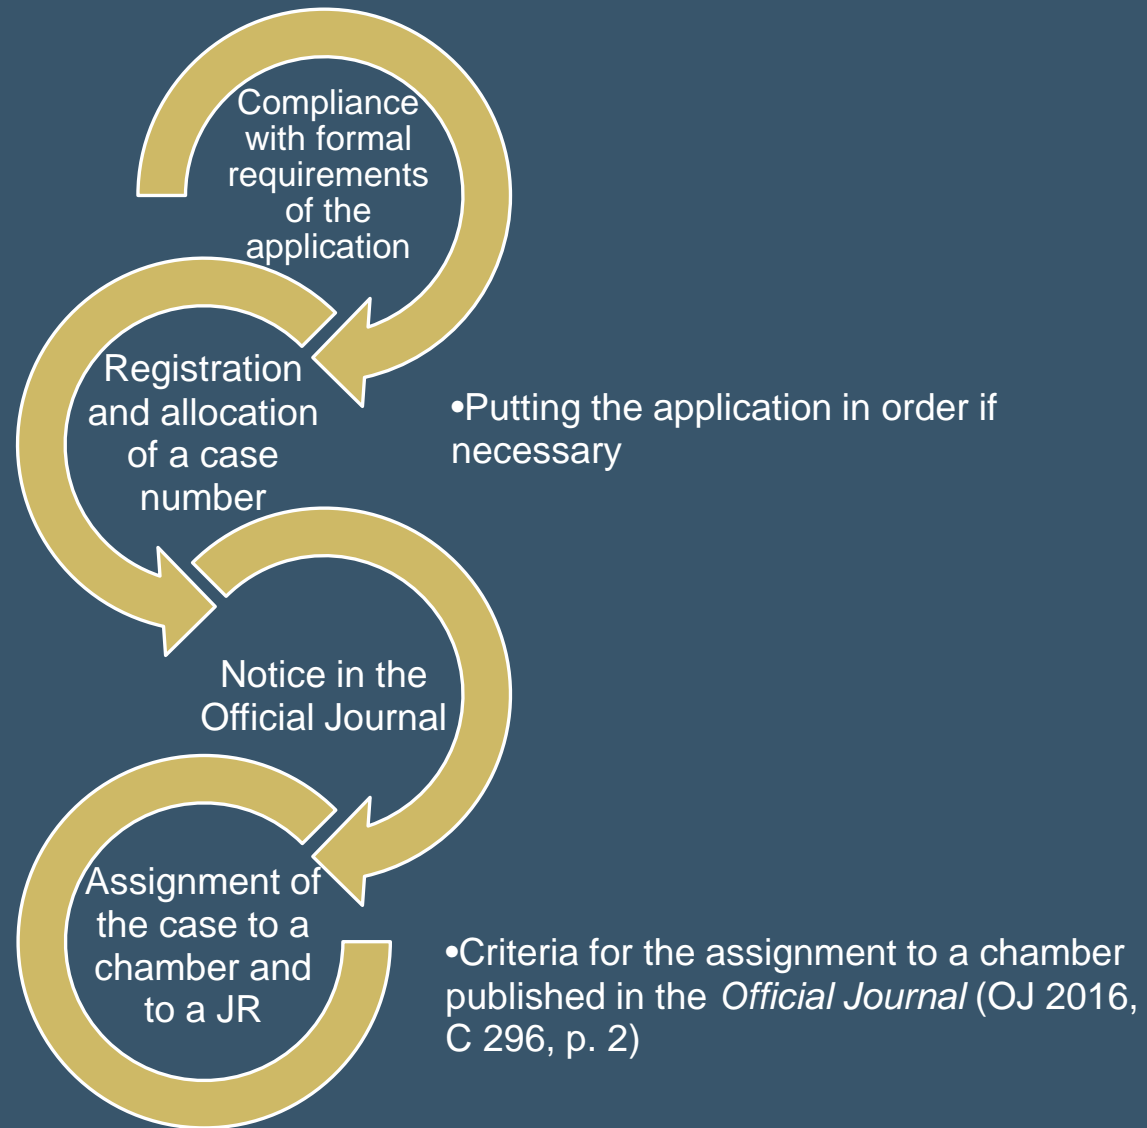 Compliance
with formal
requirements
of the
application
Registration
and allocation
of a case
number
•Putting the application in order if
necessary
Notice in the
Official Journal
Assignment of
the case to a
chamber and
to a JR
•Criteria for the assignment to a chamber
published in the Official Journal (OJ 2016,
C 296, p. 2)